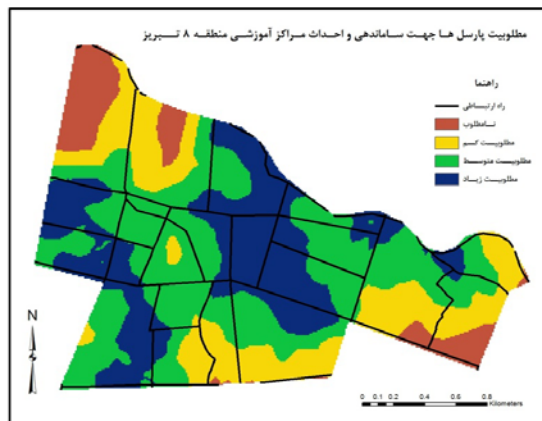 مطلوبیت پارسل ها جهت ساماندهی و احداث مراکز آموزشی منطقه ۸ تبریز
راهنما
راه ارتباطی
نامطلوب
مطلوبیت کم
مطلوبیت متوسط
مطلوبیت زیاد
N
0 0.1 0.2 0.4 0.6 0.8
Kilometers